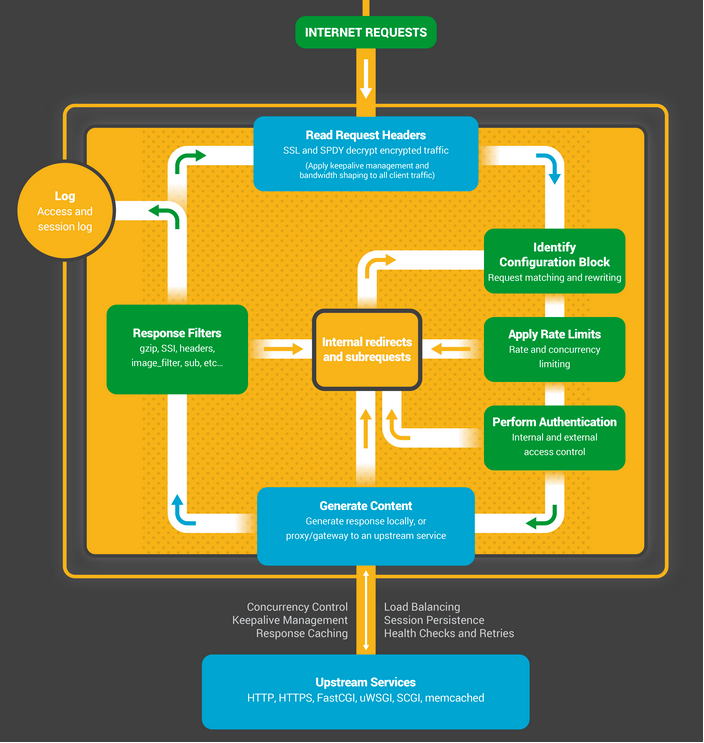 INTERNET REQUESTS
Read Request Headers
SSL and SPDY decrypt encrypted traffic
(Apply keepalive management and
bandwidth shaping to all client traffic)
Log
Access and
session log
Identify
Configuration Block
Request matching and rewriting
Response Filters
gzip, SSI, headers,
image_filter, sub, etc...
Internal redirects
and subrequests
Apply Rate Limits
Rate and concurrency
limiting
Perform Authentication
Internal and external
access control
Generate Content
Generate response locally, or
proxy/gateway to an upstream service
Concurrency Control
Keepalive Management
Response Caching
Load Balancing
Session Persistence
Health Checks and Retries
Upstream Services
HTTP, HTTPS, FastCGI, uWSGI, SCGI, memcached